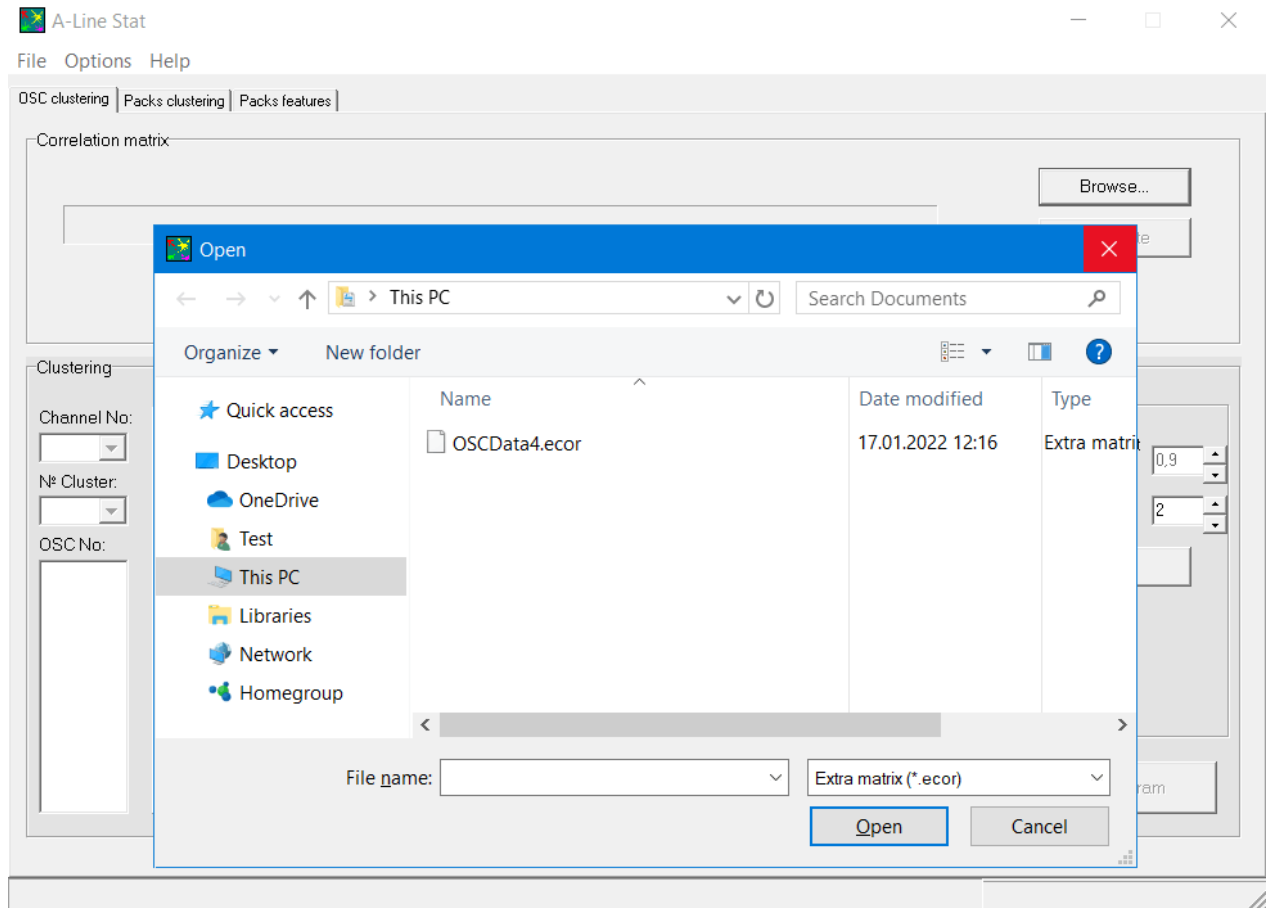 A-Line Stat
File Options Help
OSC clustering Packs clustering Packs features
Correlation matrix
Browse...
Open
This PC
Search Documents
Organize New folder
?
Clustering
Channel No:
№ Cluster:
OSC No:
Quick access
Desktop
OneDrive
Test
This PC
Libraries
Network
Homegroup
Name Date modified Type
OSCData4.ecor 17.01.2022 12:16 Extra matri
0,9
2
File name:
Extra matrix (*.ecor)
Open Cancel
ram